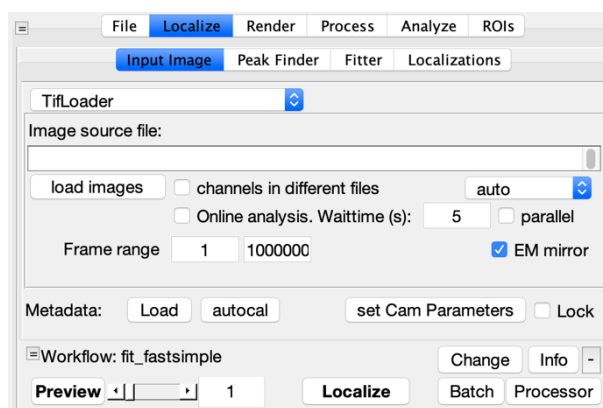 File Localize Render Process Analyze ROIs
Input Image Peak Finder Fitter Localizations
TifLoader
Image source file:
load images channels in different files auto
Online analysis. Waittime (s): 5 parallel
Frame range 1 1000000 EM mirror
Metadata: Load autocal set Cam Parameters Lock
Workflow: fit_fastsimple Change Info -
Preview 1 Localize Batch Processor